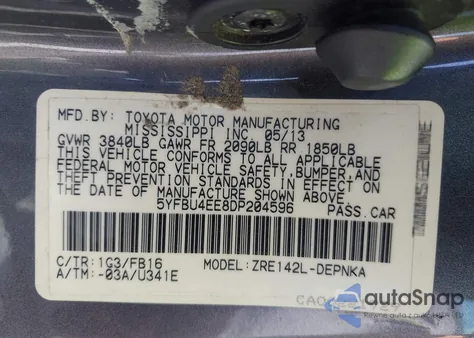 MFD.BY: TOYOTA MOTOR MANUFACTURING
MISSISSIPPI INC. 05/13
GVWR 3840LB GAWR FR 2090LB RR 1850LB
THIS VEHICLE CONFORMS TO ALL APPLICABLE
FEDERAL MOTOR VEHICLE SAFETY, BUMPER, AND
THEFT PREVENTION STANDARDS IN EFFECT ON
THE DATE OF MANUFACTURE SHOWN ABOVE.
5YFBU4EE8DP204596 PASS.CAR
C/TR:1G3/FB16 MODEL:ZRE142L-DEPNKA
A/TM:-03A/U341E
autoSnap